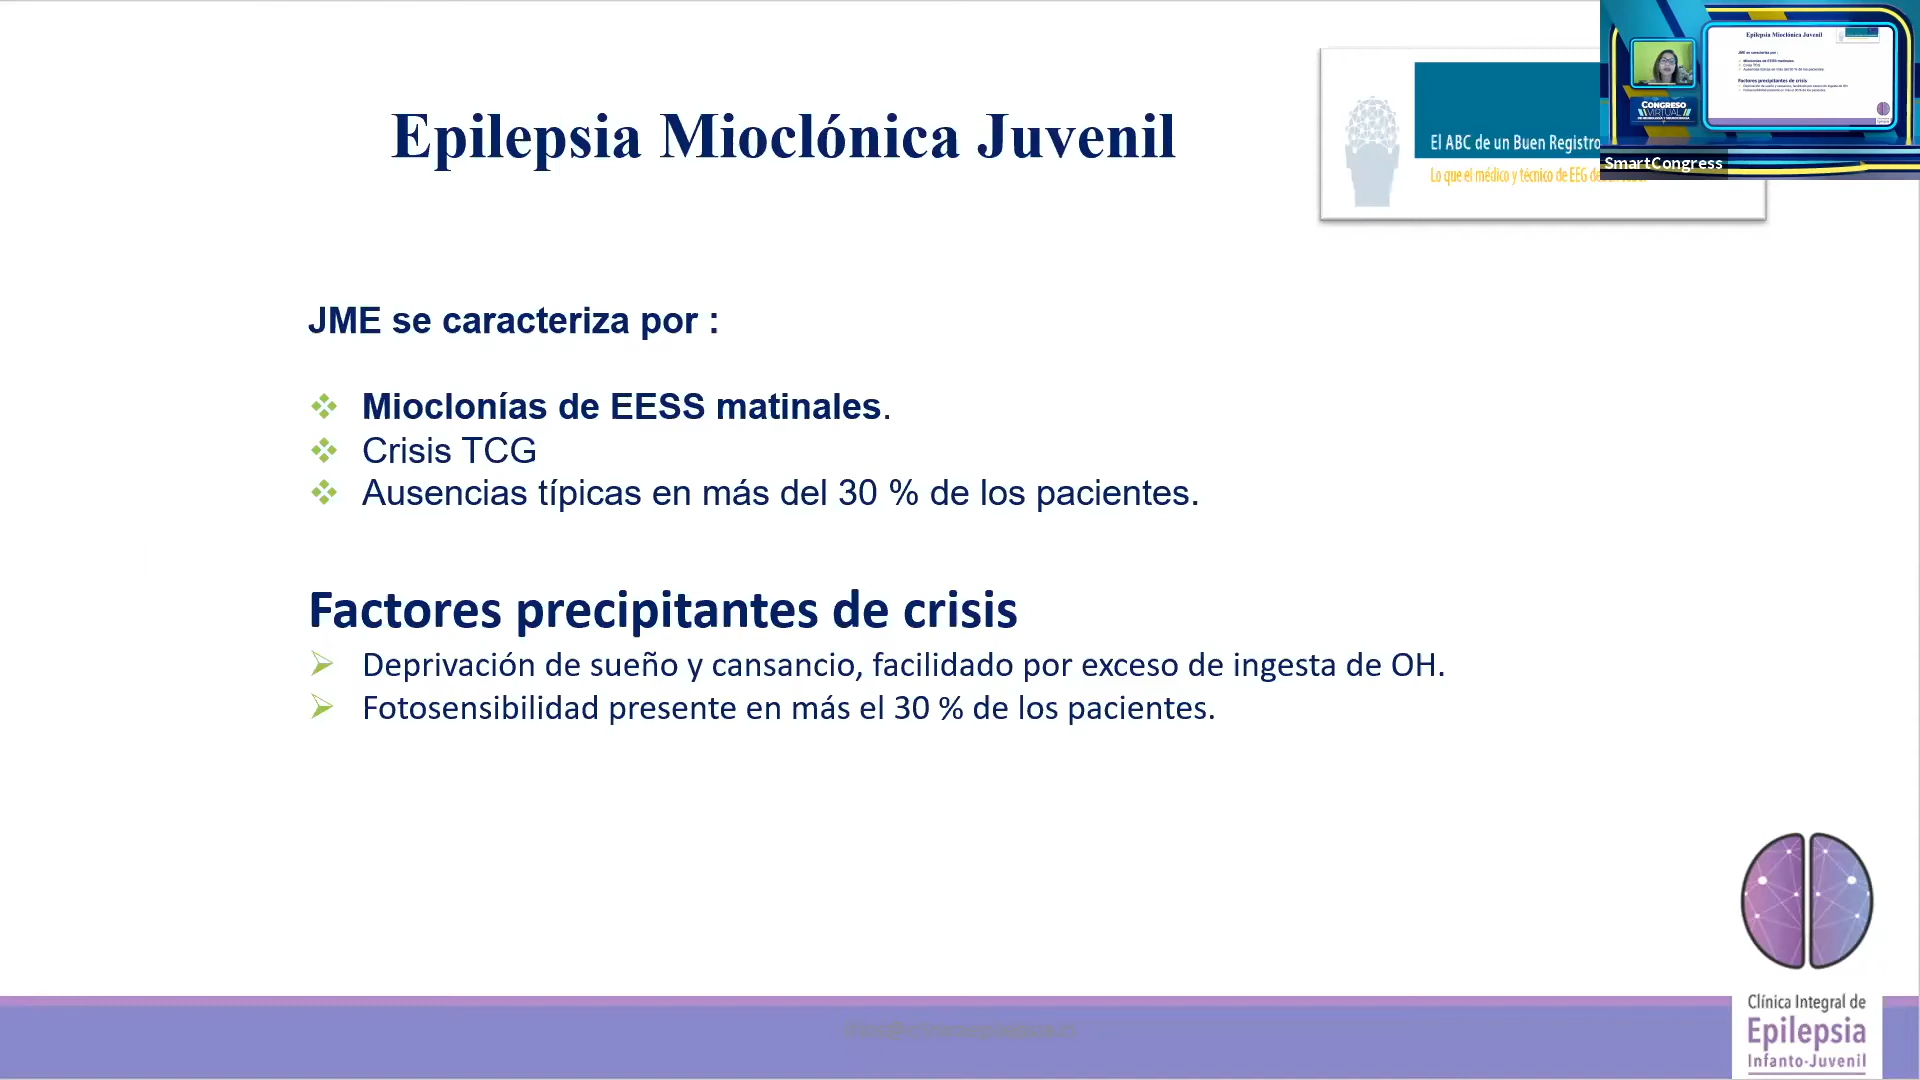 Epilepsia Mioclónica Juvenil
El ABC de un Buen Registro
Lo que el médico y técnico de EEG
SmartCongress
CONGRESO
VIRTUAL
JME se caracteriza por :
Mioclonías de EESS matinales.
Crisis TCG
Ausencias típicas en más del 30 % de los pacientes.
Factores precipitantes de crisis
Deprivación de sueño y cansancio, facilidado por exceso de ingesta de OH.
Fotosensibilidad presente en más el 30 % de los pacientes.
Clínica Integral de
Epilepsia
Infanto-Juvenil